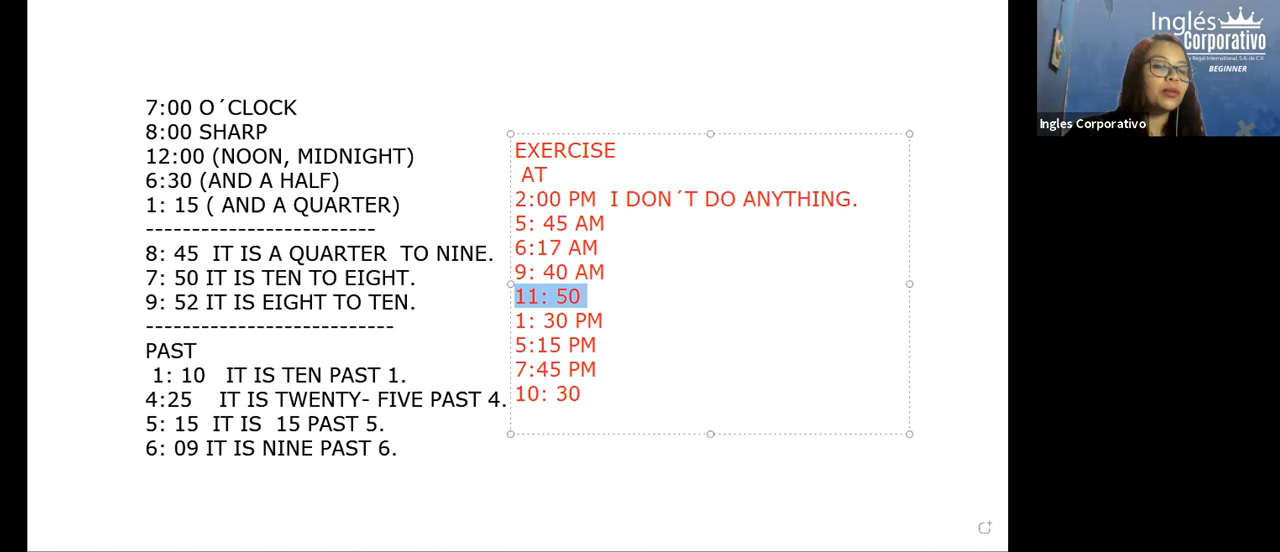 7:00 O´CLOCK
8:00 SHARP
12:00 (NOON, MIDNIGHT)
6:30 (AND A HALF)
1: 15 ( AND A QUARTER)
-------------------------
8: 45 IT IS A QUARTER TO NINE.
7: 50 IT IS TEN TO EIGHT.
9: 52 IT IS EIGHT TO TEN.
---------------------------
PAST
1: 10 IT IS TEN PAST 1.
4:25 IT IS TWENTY- FIVE PAST 4.
5: 15 IT IS 15 PAST 5.
6: 09 IT IS NINE PAST 6.
EXERCISE
AT
2:00 PM I DON´T DO ANYTHING.
5: 45 AM
6:17 AM
9: 40 AM
11: 50
1: 30 PM
5:15 PM
7:45 PM
10: 30
Inglés
Corporativo
Regal International, S.A. de C.V.
BEGINNER
Ingles Corporativo